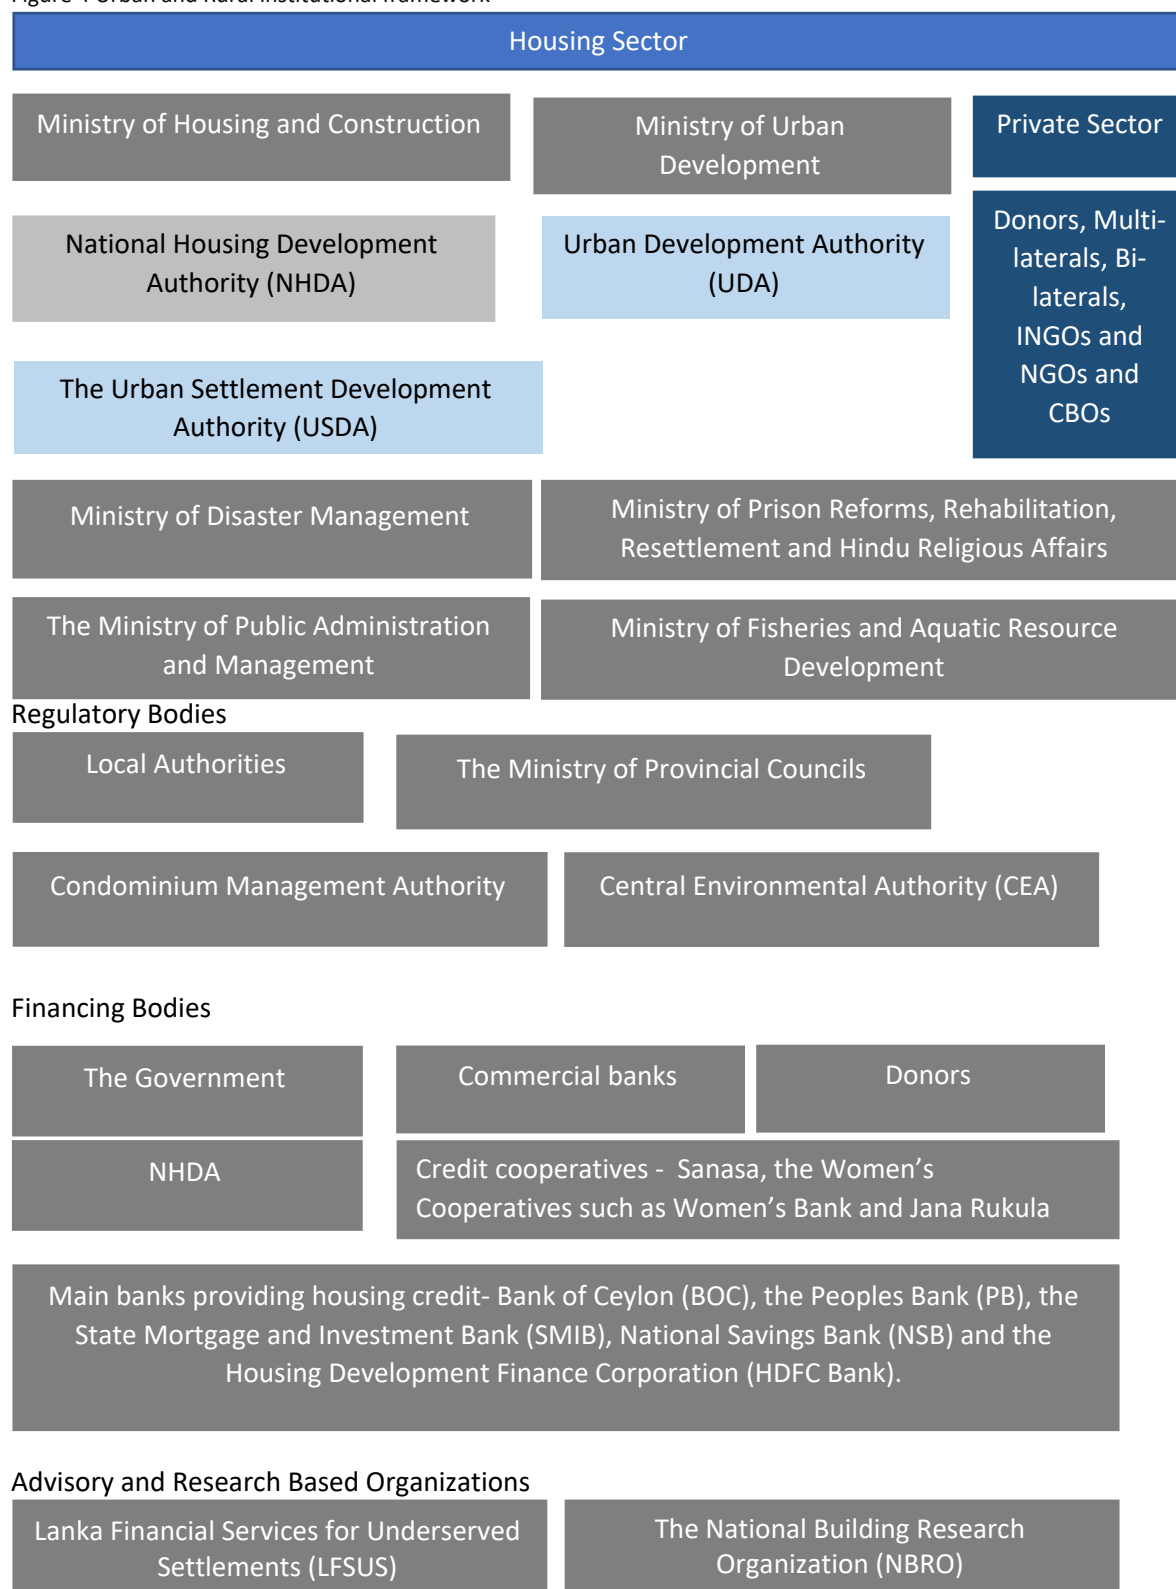 Figure 4 Urban and Rural institutional framework
Housing Sector
Ministry of Housing and Construction
Ministry of Urban
Development
Private Sector
National Housing Development
Authority (NHDA)
Urban Development Authority
(UDA)
Donors, Multi-
laterals, Bi-
laterals,
INGOs and
NGOs and
CBOs
The Urban Settlement Development
Authority (USDA)
Ministry of Disaster Management
Ministry of Prison Reforms, Rehabilitation,
Resettlement and Hindu Religious Affairs
The Ministry of Public Administration
and Management
Ministry of Fisheries and Aquatic Resource
Development
Regulatory Bodies
Local Authorities
The Ministry of Provincial Councils
Condominium Management Authority
Central Environmental Authority (CEA)
Financing Bodies
The Government
Commercial banks
Donors
NHDA
Credit cooperatives - Sanasa, the Women’s
Cooperatives such as Women’s Bank and Jana Rukula
Main banks providing housing credit- Bank of Ceylon (BOC), the Peoples Bank (PB), the
State Mortgage and Investment Bank (SMIB), National Savings Bank (NSB) and the
Housing Development Finance Corporation (HDFC Bank).
Advisory and Research Based Organizations
Lanka Financial Services for Underserved
Settlements (LFSUS)
The National Building Research
Organization (NBRO)